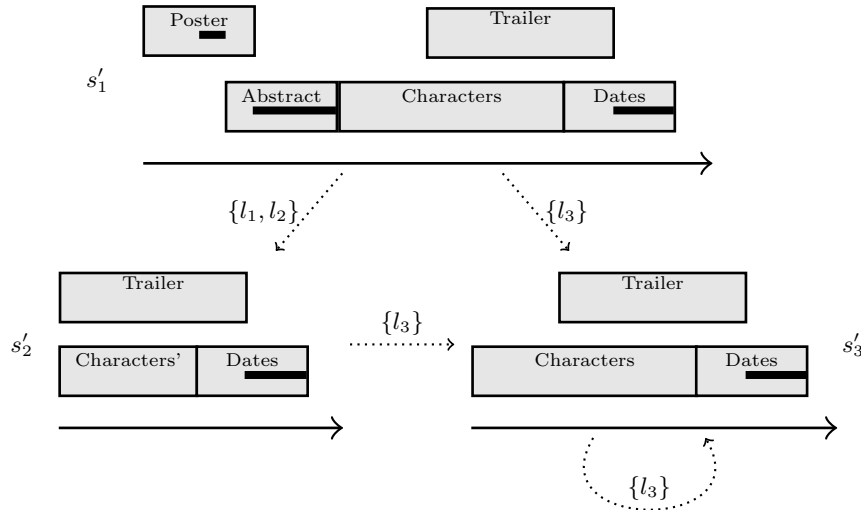 Poster
Trailer
s′₁
Abstract
Characters
Dates
{l₁, l₂}
{l₃}
Trailer
Trailer
s′₂
{l₃}
s′₃
Characters’
Dates
Characters
Dates
{l₃}